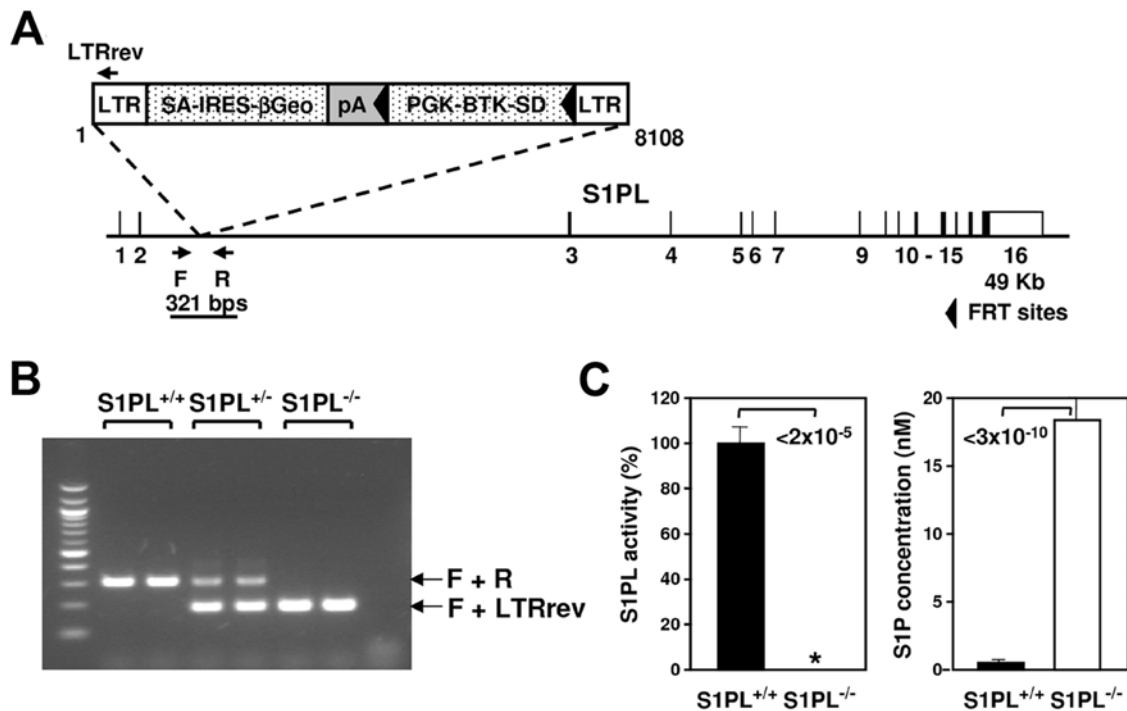 A
LTRrev
LTR SA-IRES-βGeo pA PGK-BTK-SD LTR
1 8108
S1PL
1 2 3 4 5 6 7 9 10 - 15 16
F R
321 bps
49 Kb
FRT sites
B
S1PL+/+ S1PL+/- S1PL-/-
F + R
F + LTRrev
C
S1PL activity (%)
120
100
80
60
40
20
0
<2x10-5
*
S1PL+/+ S1PL-/-
S1P concentration (nM)
20
15
10
5
0
<3x10-10
S1PL+/+ S1PL-/-